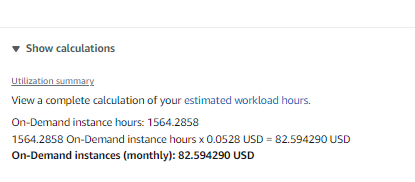 Show calculations
Utilization summary
View a complete calculation of your estimated workload hours.
On-Demand instance hours: 1564.2858
1564.2858 On-Demand instance hours x 0.0528 USD = 82.594290 USD
On-Demand instances (monthly): 82.594290 USD